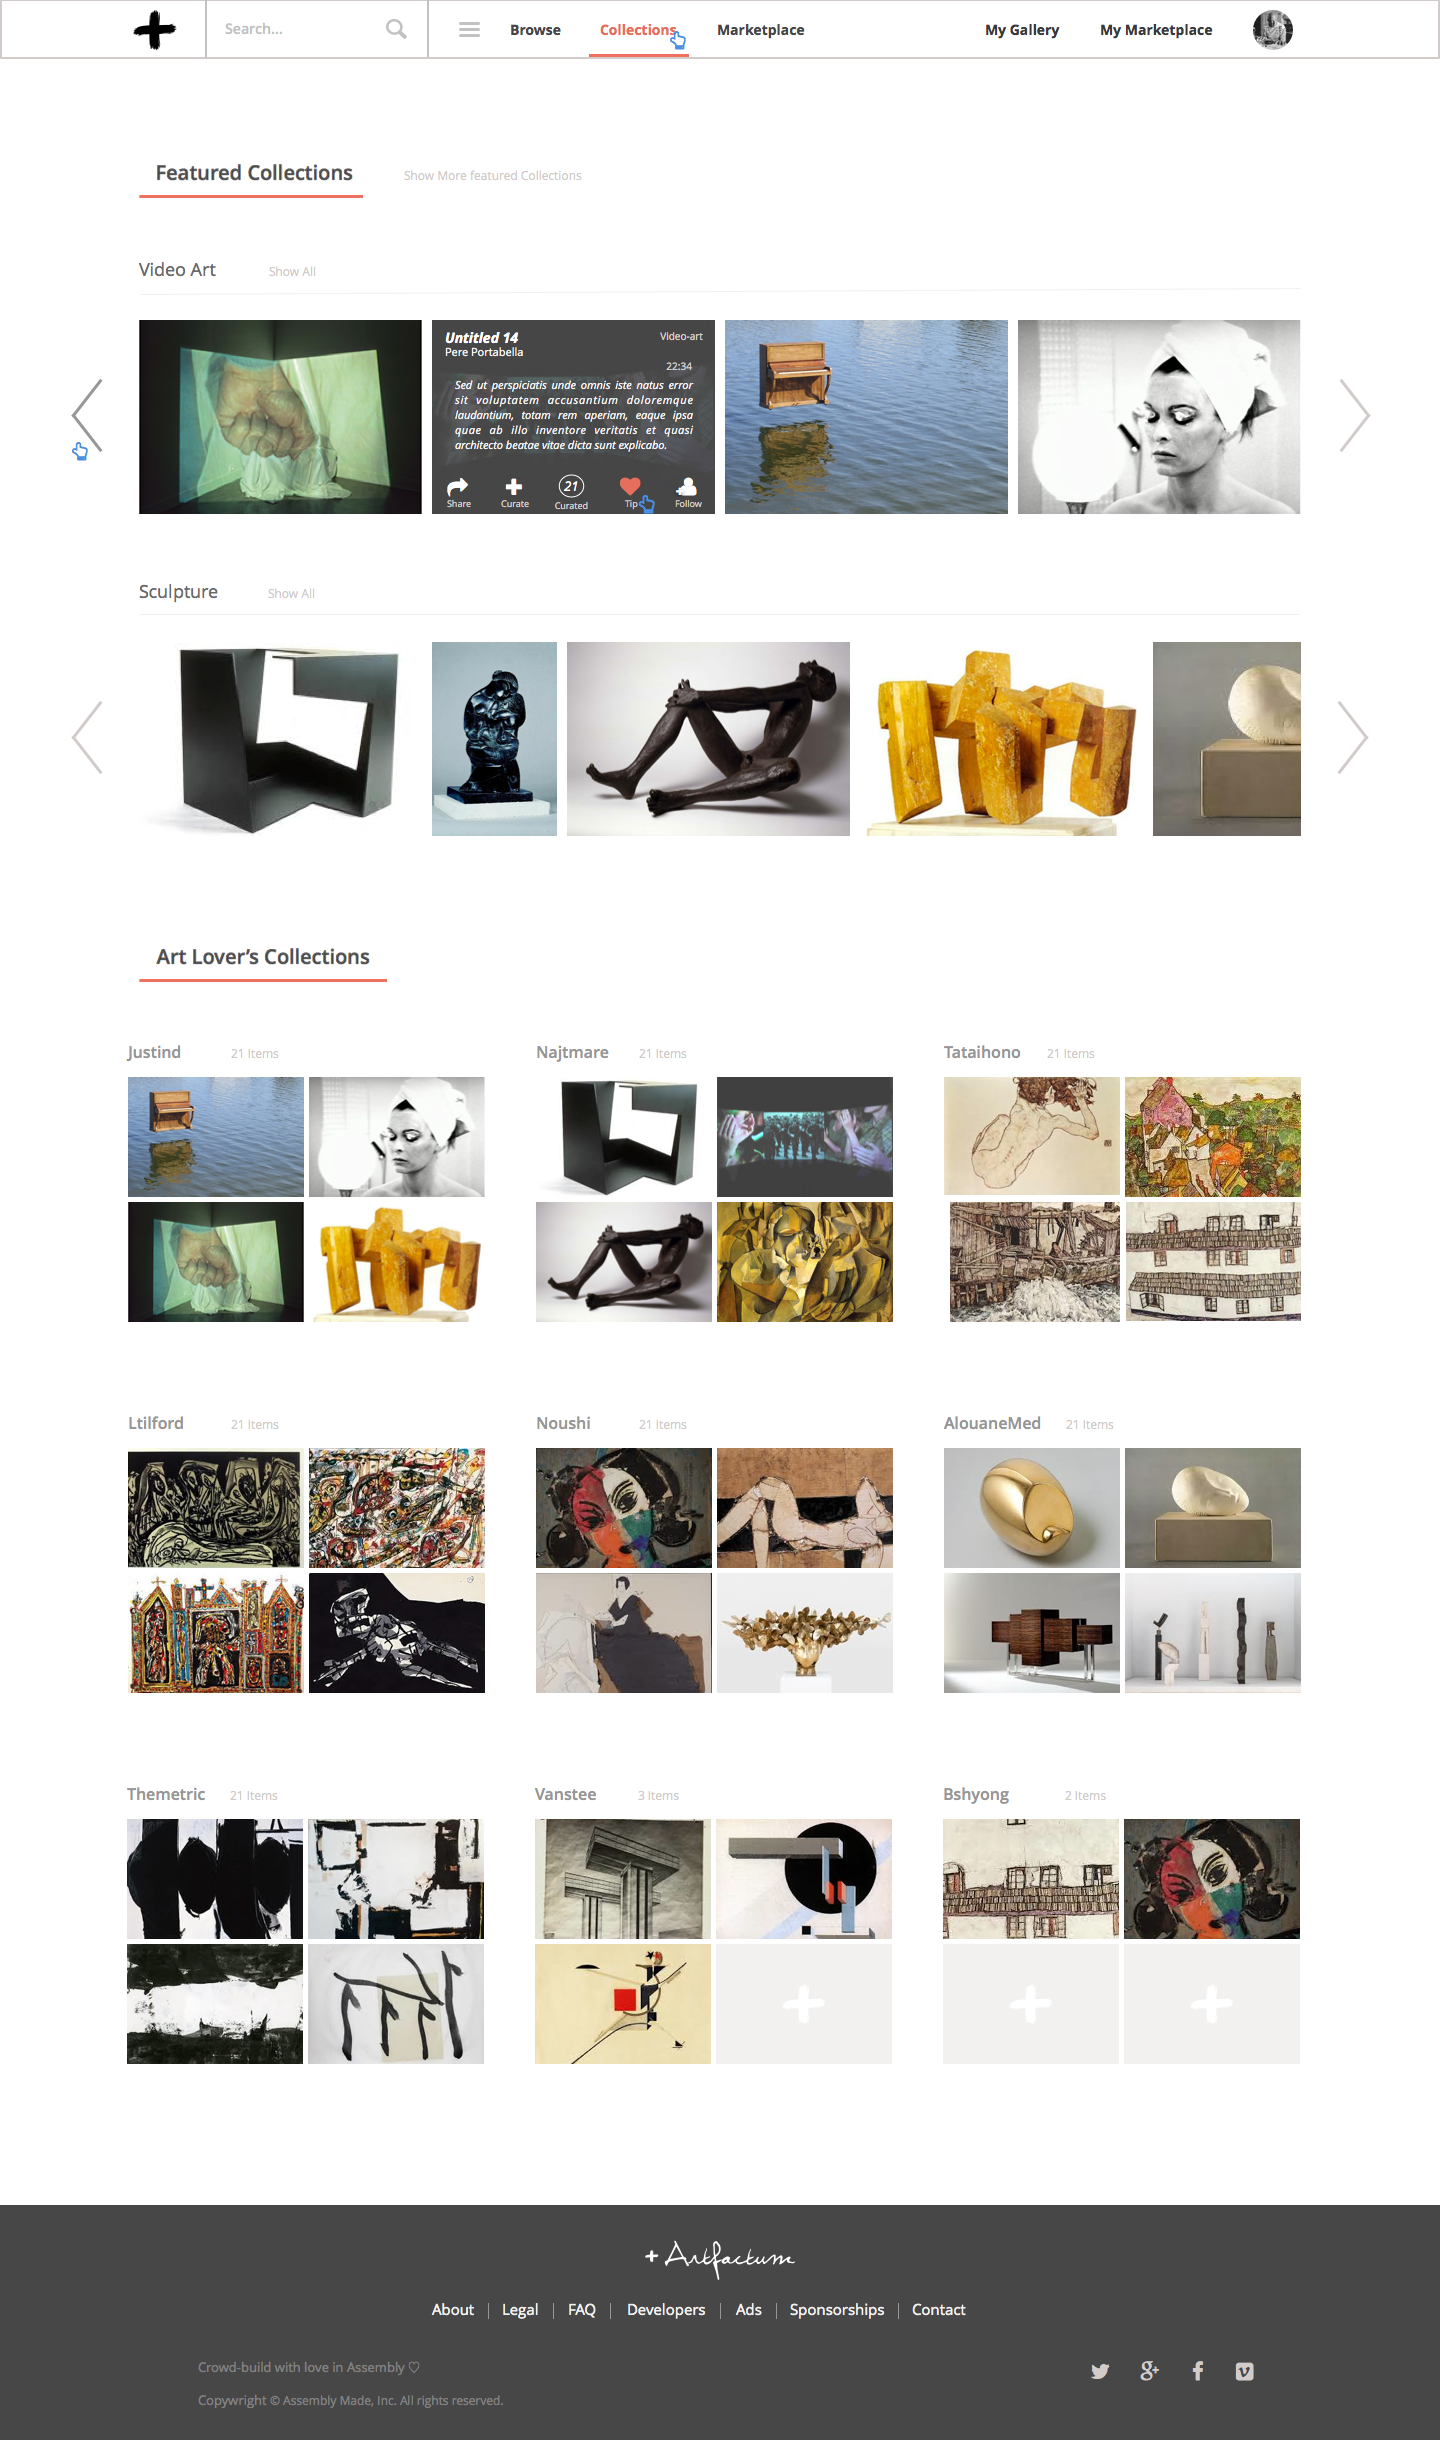 Search...
Browse
Collections
Marketplace
My Gallery
My Marketplace
Featured Collections
Show More featured Collections
Video Art
Show All
Untitled 14
Video-art
Pere Portabella
22:34
Sed ut perspiciatis unde omnis iste natus error
sit voluptatem accusantium doloremque
laudantium, totam rem aperiam, eaque ipsa
quae ab illo inventore veritatis et quasi
architecto beatae vitae dicta sunt explicabo.
21
Share
Curate
Curated
Tip
Follow
Sculpture
Show All
Art Lover’s Collections
Justind
21 Items
Najtmare
21 Items
Tataihono
21 Items
Ltilford
21 Items
Noushi
21 Items
AlouaneMed
21 Items
Themetric
21 Items
Vanstee
3 Items
Bshyong
2 Items
+ Artfactum
About
Legal
FAQ
Developers
Ads
Sponsorships
Contact
Crowd-build with love in Assembly ♡
Copywright © Assembly Made, Inc. All rights reserved.